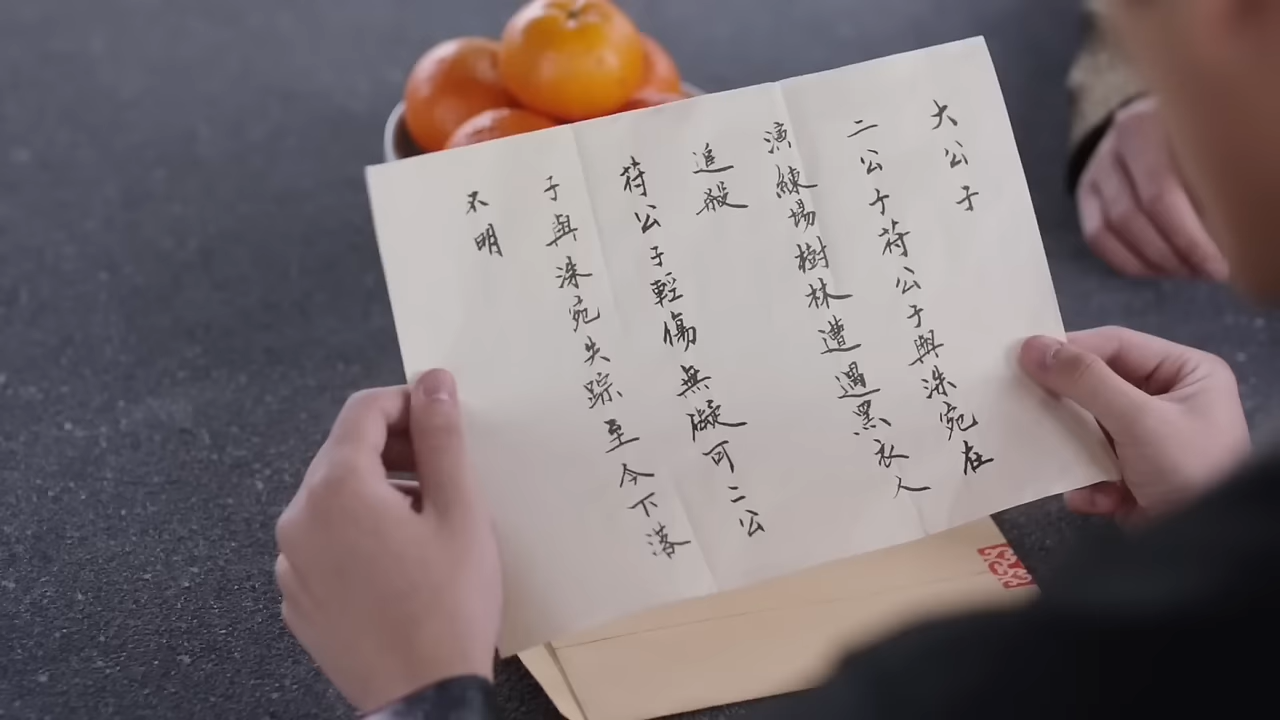 大公子
二公子苻公子與洙宛在
演練場樹林遭遇黑衣人
追殺
苻公子輕傷無礙可二公
子與洙宛失踪至今下落
不明